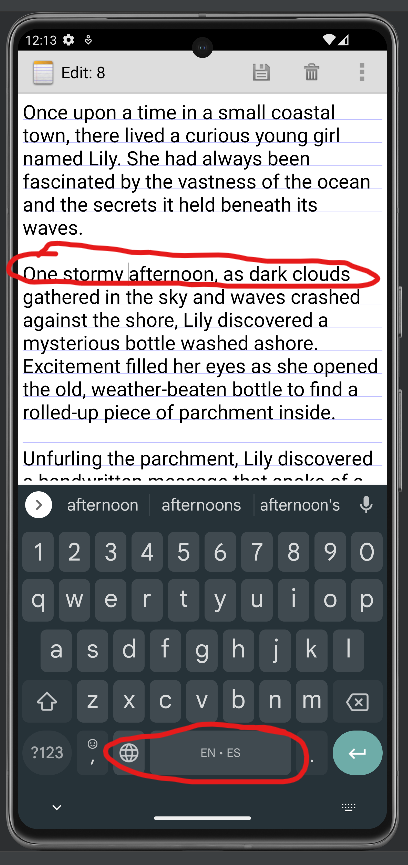 12:13
Edit: 8
Once upon a time in a small coastal
town, there lived a curious young girl
named Lily. She had always been
fascinated by the vastness of the ocean
and the secrets it held beneath its
waves.
One stormy afternoon, as dark clouds
gathered in the sky and waves crashed
against the shore, Lily discovered a
mysterious bottle washed ashore.
Excitement filled her eyes as she opened
the old, weather-beaten bottle to find a
rolled-up piece of parchment inside.
Unfurling the parchment, Lily discovered
a handwritten message that spoke of a
afternoon afternoons afternoon's
1 2 3 4 5 6 7 8 9 0
q w e r t y u i o p
a s d f g h j k l
z x c v b n m
?123 , EN • ES .